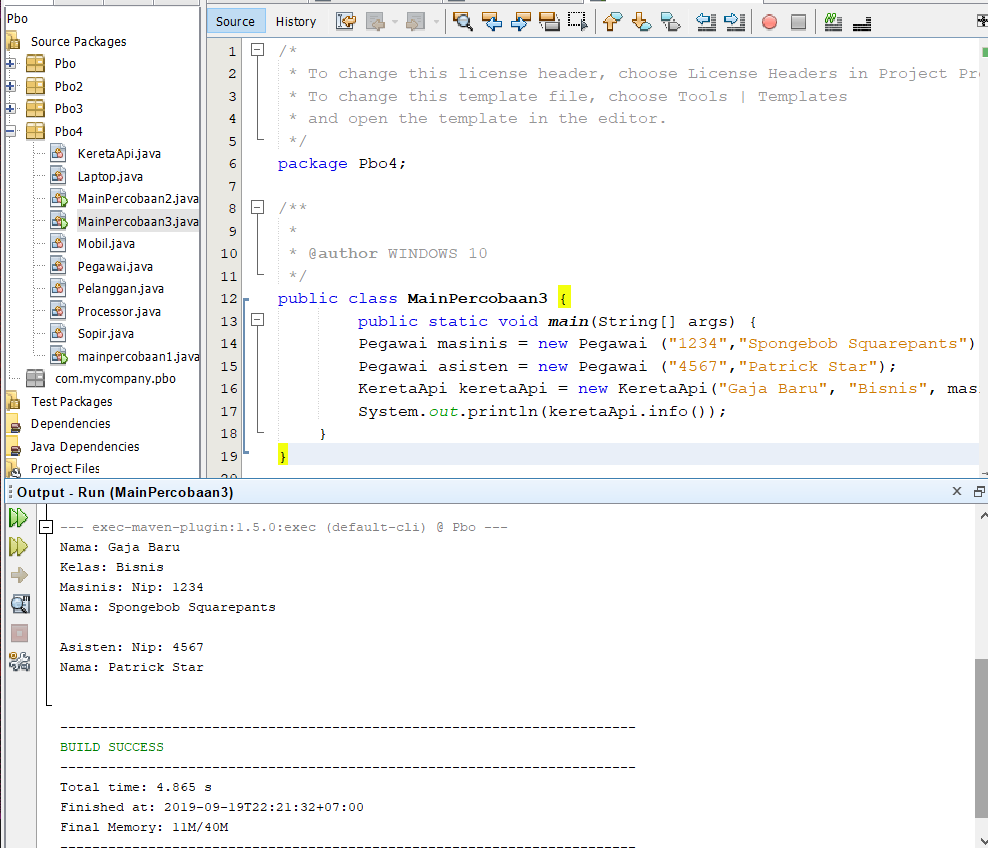 Pbo
Source Packages
Pbo
Pbo2
Pbo3
Pbo4
KeretaApi.java
Laptop.java
MainPercobaan2.java
MainPercobaan3.java
Mobil.java
Pegawai.java
Pelanggan.java
Processor.java
Sopir.java
mainpercobaan1.java
com.mycompany.pbo
Test Packages
Dependencies
Java Dependencies
Project Files
Source History
1 /*
2 * To change this license header, choose License Headers in Project Pr
3 * To change this template file, choose Tools | Templates
4 * and open the template in the editor.
5 */
6 package Pbo4;
7
8 /**
9 *
10 * @author WINDOWS 10
11 */
12 public class MainPercobaan3 {
13 public static void main(String[] args) {
14 Pegawai masinis = new Pegawai ("1234","Spongebob Squarepants")
15 Pegawai asisten = new Pegawai ("4567","Patrick Star");
16 KeretaApi keretaApi = new KeretaApi("Gaja Baru", "Bisnis", mas
17 System.out.println(keretaApi.info());
18 }
19 }
Output - Run (MainPercobaan3)
--- exec-maven-plugin:1.5.0:exec (default-cli) @ Pbo ---
Nama: Gaja Baru
Kelas: Bisnis
Masinis: Nip: 1234
Nama: Spongebob Squarepants
Asisten: Nip: 4567
Nama: Patrick Star
------------------------------------------------------------------------
BUILD SUCCESS
------------------------------------------------------------------------
Total time: 4.865 s
Finished at: 2019-09-19T22:21:32+07:00
Final Memory: 11M/40M
------------------------------------------------------------------------